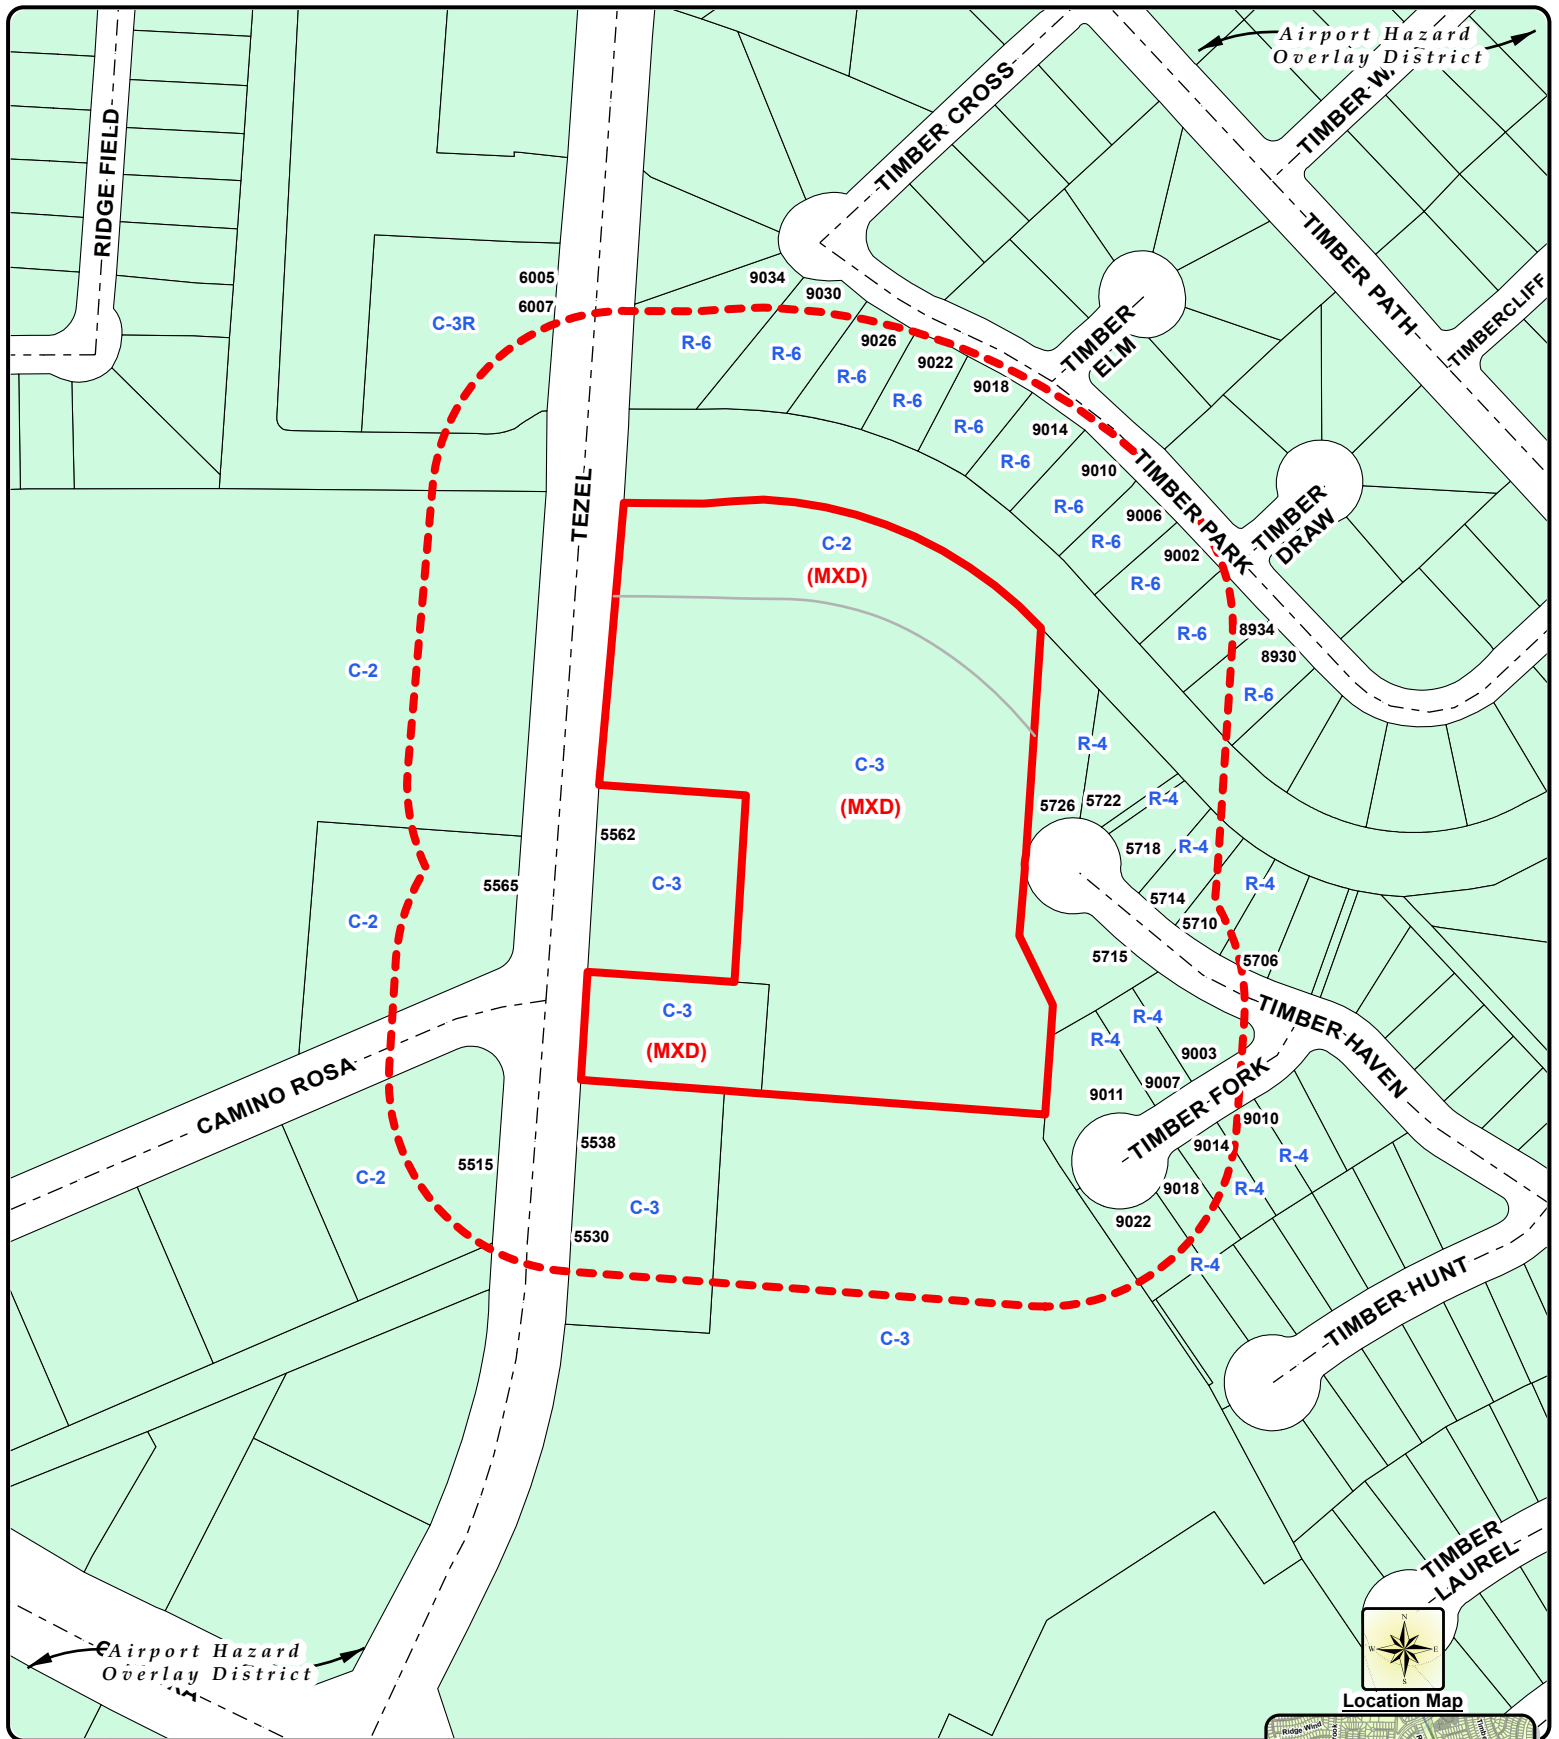 Airport Hazard
Overlay District
RIDGE FIELD
TIMBER CROSS
TIMBER
TIMBER PATH
TIMBERCLIFF
TIMBER
ELM
TIMBER PARK
TIMBER
DRAW
TEZEL
6005
6007
C-3R
9034
9030
9026
9022
9018
9014
9010
9006
9002
8934
8930
R-6
R-6
R-6
R-6
R-6
R-6
R-6
R-6
R-6
R-6
R-6
C-2
(MXD)
C-2
C-3
(MXD)
R-4
5726
5722
R-4
5718
R-4
5714
R-4
5710
5706
5715
5562
C-3
5565
C-2
C-3
(MXD)
R-4
R-4
9003
9007
9011
TIMBER HAVEN
TIMBER FORK
9010
9014
R-4
9018
R-4
9022
R-4
CAMINO ROSA
5515
C-2
5538
C-3
5530
C-3
TIMBER HUNT
TIMBER
LAUREL
Airport Hazard
Overlay District
N
W
E
S
Location Map
Ridge Wind